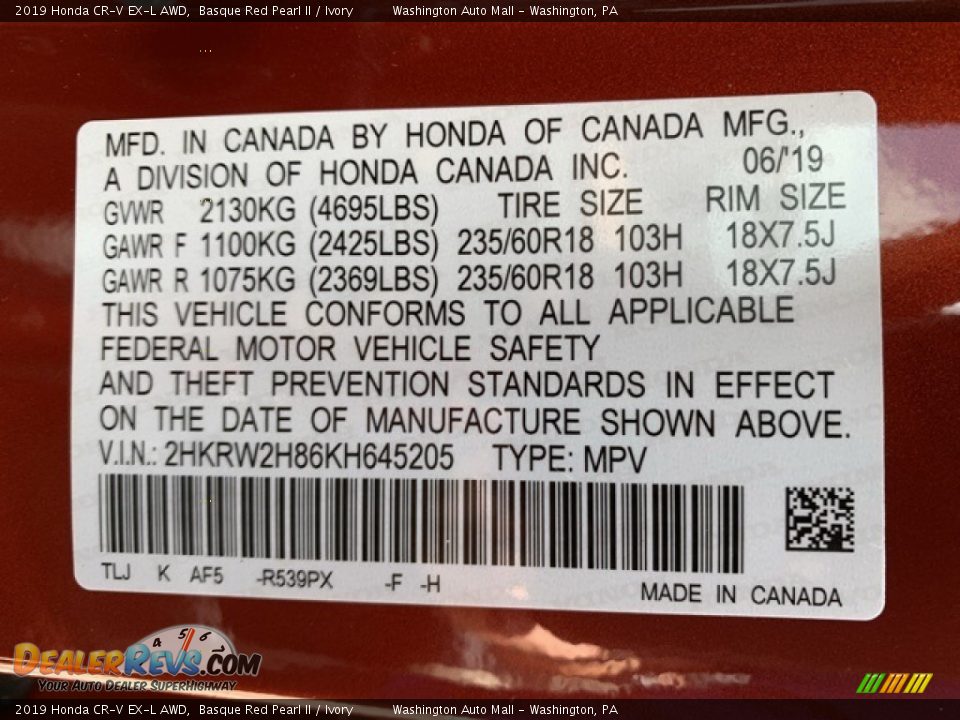 2019 Honda CR-V EX-L AWD, Basque Red Pearl II / Ivory Washington Auto Mall - Washington, PA
MFD. IN CANADA BY HONDA OF CANADA MFG.,
A DIVISION OF HONDA CANADA INC. 06/'19
GVWR 2130KG (4695LBS) TIRE SIZE RIM SIZE
GAWR F 1100KG (2425LBS) 235/60R18 103H 18X7.5J
GAWR R 1075KG (2369LBS) 235/60R18 103H 18X7.5J
THIS VEHICLE CONFORMS TO ALL APPLICABLE
FEDERAL MOTOR VEHICLE SAFETY
AND THEFT PREVENTION STANDARDS IN EFFECT
ON THE DATE OF MANUFACTURE SHOWN ABOVE.
V.I.N.: 2HKRW2H86KH645205 TYPE: MPV
TLJ K AF5 -R539PX -F -H
MADE IN CANADA
4 5 6
DEALERREVS.COM
YOUR AUTO DEALER SUPERHIGHWAY
2019 Honda CR-V EX-L AWD, Basque Red Pearl II / Ivory Washington Auto Mall - Washington, PA